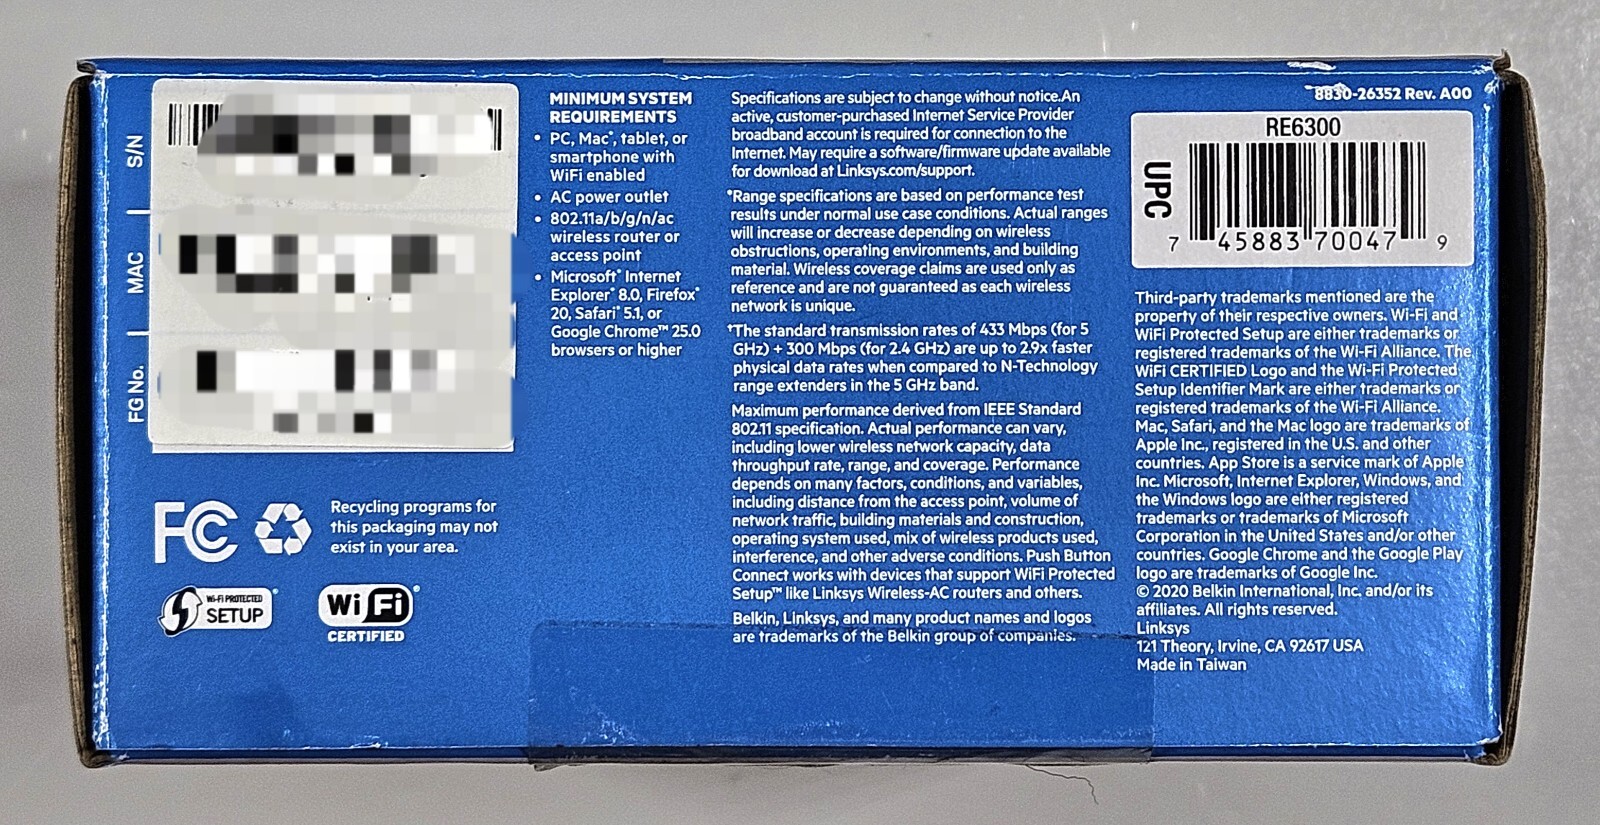 S/N
MAC
FG No.
FC
Recycling programs for
this packaging may not
exist in your area.
Wi-Fi PROTECTED
SETUP
Wi Fi®
CERTIFIED
MINIMUM SYSTEM
REQUIREMENTS
• PC, Mac®, tablet, or
smartphone with
WiFi enabled
• AC power outlet
• 802.11a/b/g/n/ac
wireless router or
access point
• Microsoft® Internet
Explorer® 8.0, Firefox®
20, Safari® 5.1, or
Google Chrome™ 25.0
browsers or higher
Specifications are subject to change without notice.An
active, customer-purchased Internet Service Provider
broadband account is required for connection to the
Internet. May require a software/firmware update available
for download at Linksys.com/support.
*Range specifications are based on performance test
results under normal use case conditions. Actual ranges
will increase or decrease depending on wireless
obstructions, operating environments, and building
material. Wireless coverage claims are used only as
reference and are not guaranteed as each wireless
network is unique.
†The standard transmission rates of 433 Mbps (for 5
GHz) + 300 Mbps (for 2.4 GHz) are up to 2.9x faster
physical data rates when compared to N-Technology
range extenders in the 5 GHz band.
Maximum performance derived from IEEE Standard
802.11 specification. Actual performance can vary,
including lower wireless network capacity, data
throughput rate, range, and coverage. Performance
depends on many factors, conditions, and variables,
including distance from the access point, volume of
network traffic, building materials and construction,
operating system used, mix of wireless products used,
interference, and other adverse conditions. Push Button
Connect works with devices that support WiFi Protected
Setup™ like Linksys Wireless-AC routers and others.
Belkin, Linksys, and many product names and logos
are trademarks of the Belkin group of companies.
8830-26352 Rev. A00
RE6300
UPC
7 45883 70047 9
Third-party trademarks mentioned are the
property of their respective owners. Wi-Fi and
WiFi Protected Setup are either trademarks or
registered trademarks of the Wi-Fi Alliance. The
WiFi CERTIFIED Logo and the Wi-Fi Protected
Setup Identifier Mark are either trademarks or
registered trademarks of the Wi-Fi Alliance.
Mac, Safari, and the Mac logo are trademarks of
Apple Inc., registered in the U.S. and other
countries. App Store is a service mark of Apple
Inc. Microsoft, Internet Explorer, Windows, and
the Windows logo are either registered
trademarks or trademarks of Microsoft
Corporation in the United States and/or other
countries. Google Chrome and the Google Play
logo are trademarks of Google Inc.
© 2020 Belkin International, Inc. and/or its
affiliates. All rights reserved.
Linksys
121 Theory, Irvine, CA 92617 USA
Made in Taiwan